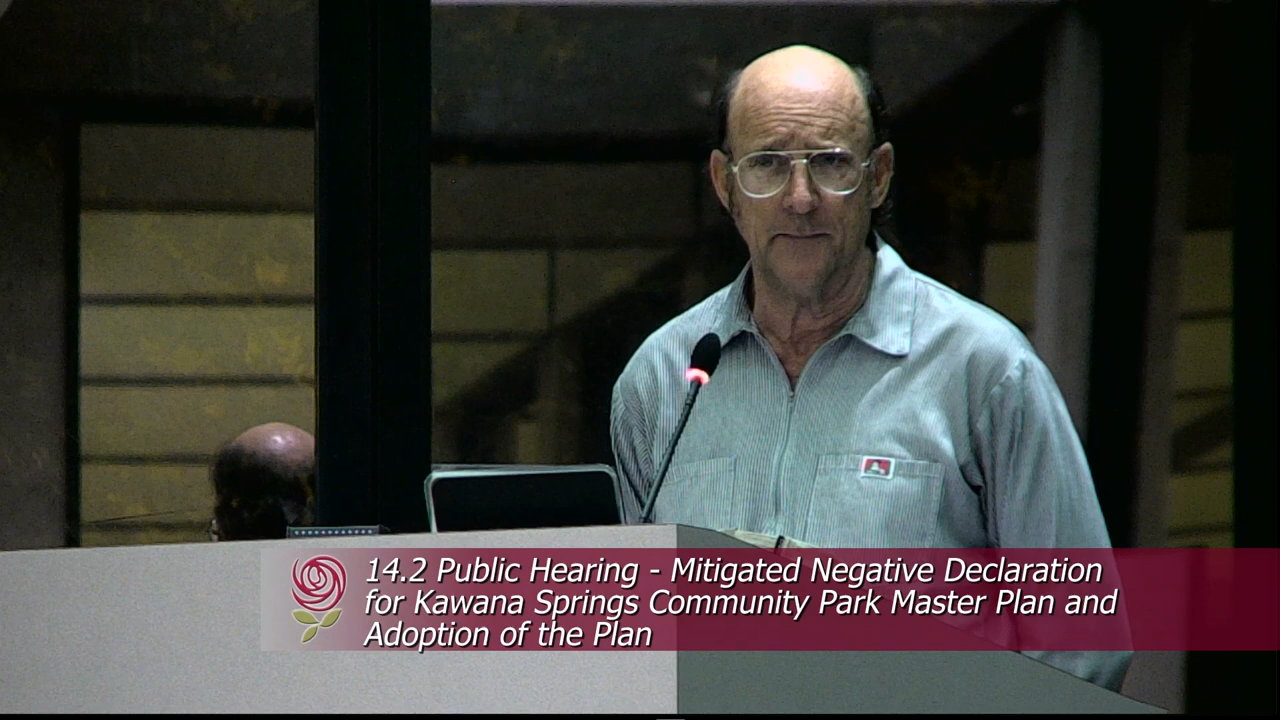 14.2 Public Hearing - Mitigated Negative Declaration
for Kawana Springs Community Park Master Plan and
Adoption of the Plan